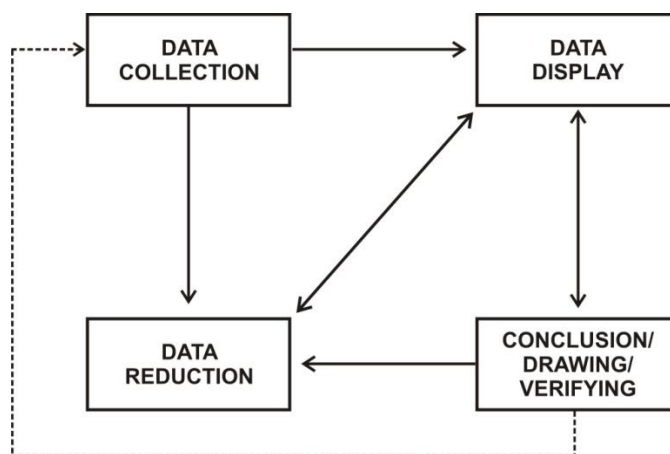 DATA
COLLECTION
DATA
DISPLAY
DATA
REDUCTION
CONCLUSION/
DRAWING/
VERIFYING